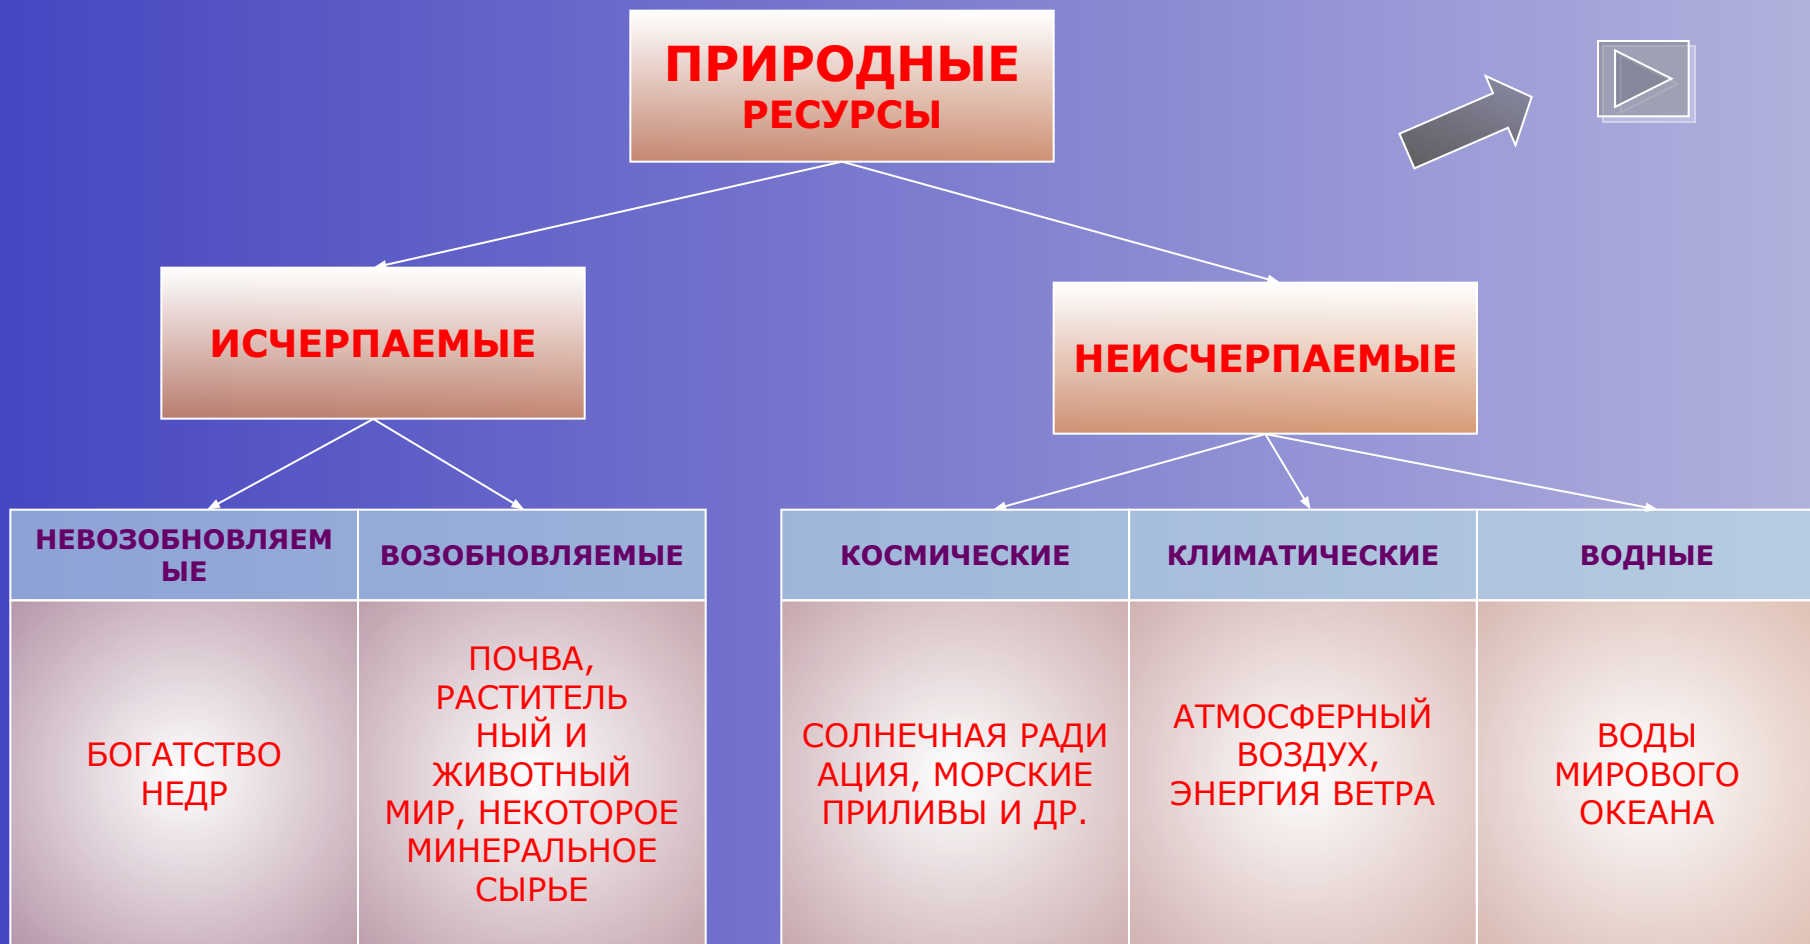 ПРИРОДНЫЕ
РЕСУРСЫ
ИСЧЕРПАЕМЫЕ
НЕИСЧЕРПАЕМЫЕ
НЕВОЗОБНОВЛЯЕМ
ЫЕ
ВОЗОБНОВЛЯЕМЫЕ
КОСМИЧЕСКИЕ
КЛИМАТИЧЕСКИЕ
ВОДНЫЕ
БОГАТСТВО
НЕДР
ПОЧВА,
РАСТИТЕЛЬ
НЫЙ И
ЖИВОТНЫЙ
МИР, НЕКОТОРОЕ
МИНЕРАЛЬНОЕ
СЫРЬЕ
СОЛНЕЧНАЯ РАДИ
АЦИЯ, МОРСКИЕ
ПРИЛИВЫ И ДР.
АТМОСФЕРНЫЙ
ВОЗДУХ,
ЭНЕРГИЯ ВЕТРА
ВОДЫ
МИРОВОГО
ОКЕАНА